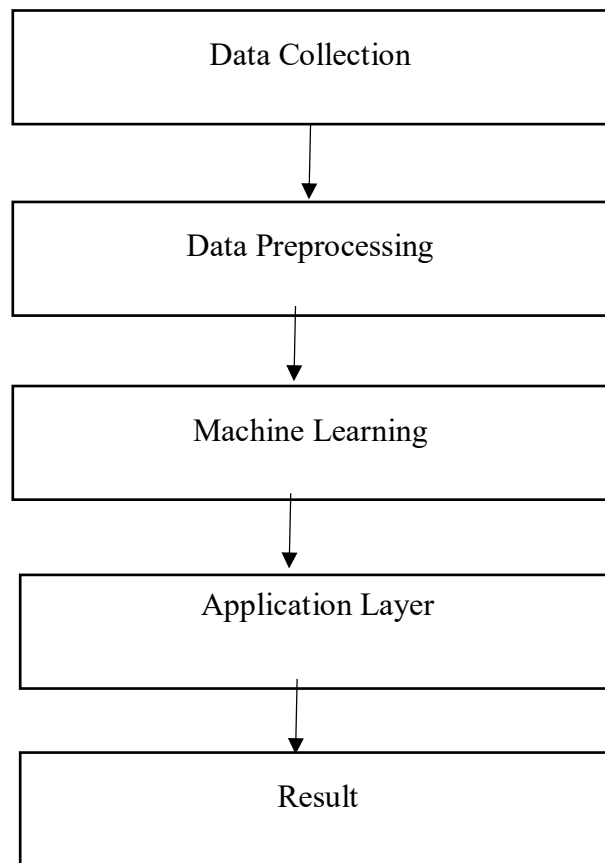 Data Collection
Data Preprocessing
Machine Learning
Application Layer
Result